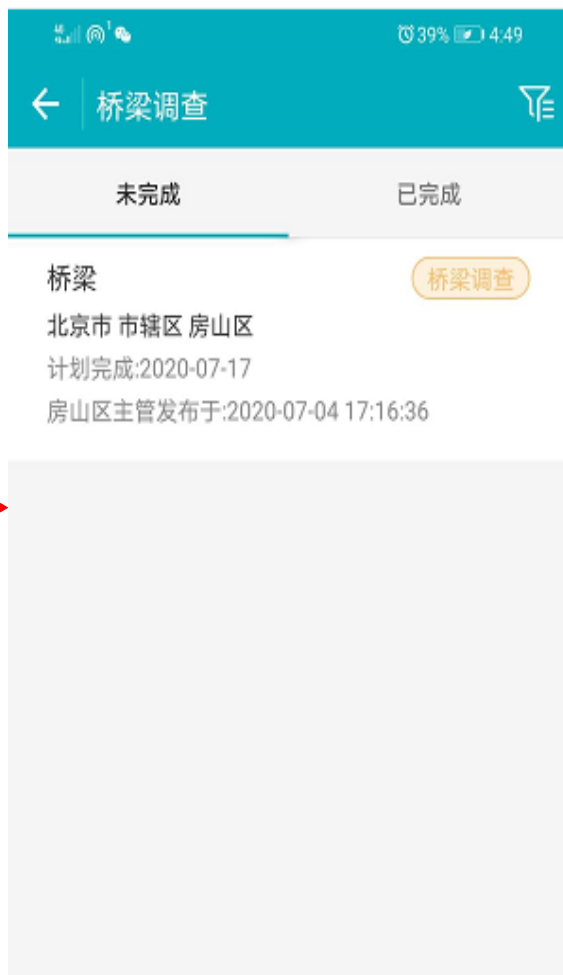 39% 4:49
桥梁调查
未完成 已完成
桥梁 桥梁调查
北京市 市辖区 房山区
计划完成:2020-07-17
房山区主管发布于:2020-07-04 17:16:36